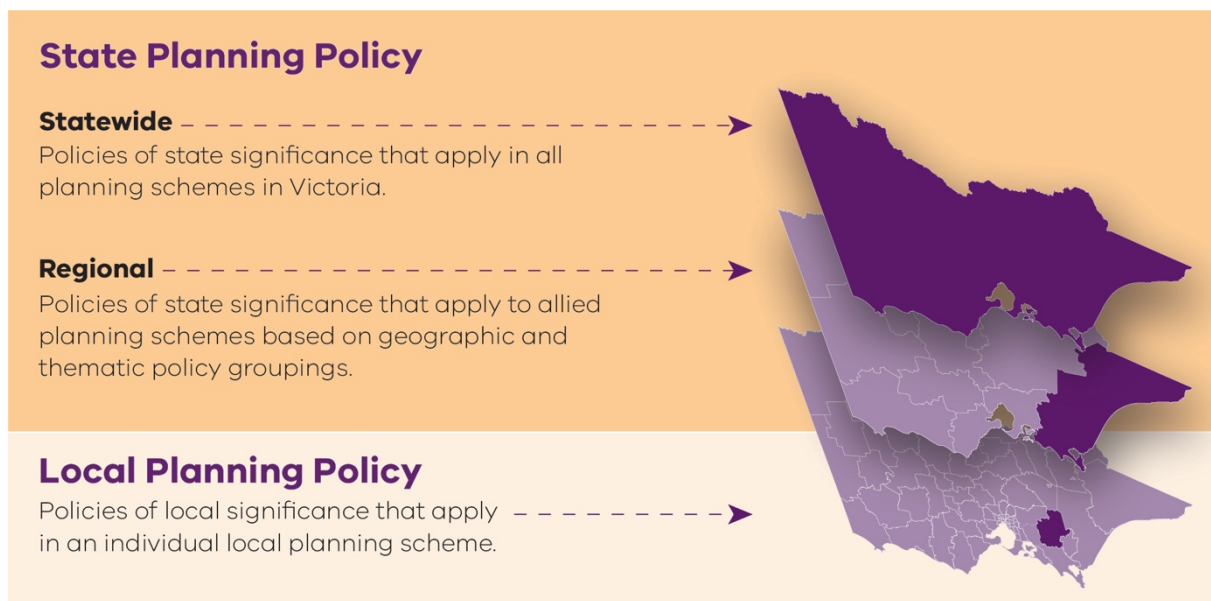 State Planning Policy
Statewide
Policies of state significance that apply in all
planning schemes in Victoria.
Regional
Policies of state significance that apply to allied
planning schemes based on geographic and
thematic policy groupings.
Local Planning Policy
Policies of local significance that apply
in an individual local planning scheme.